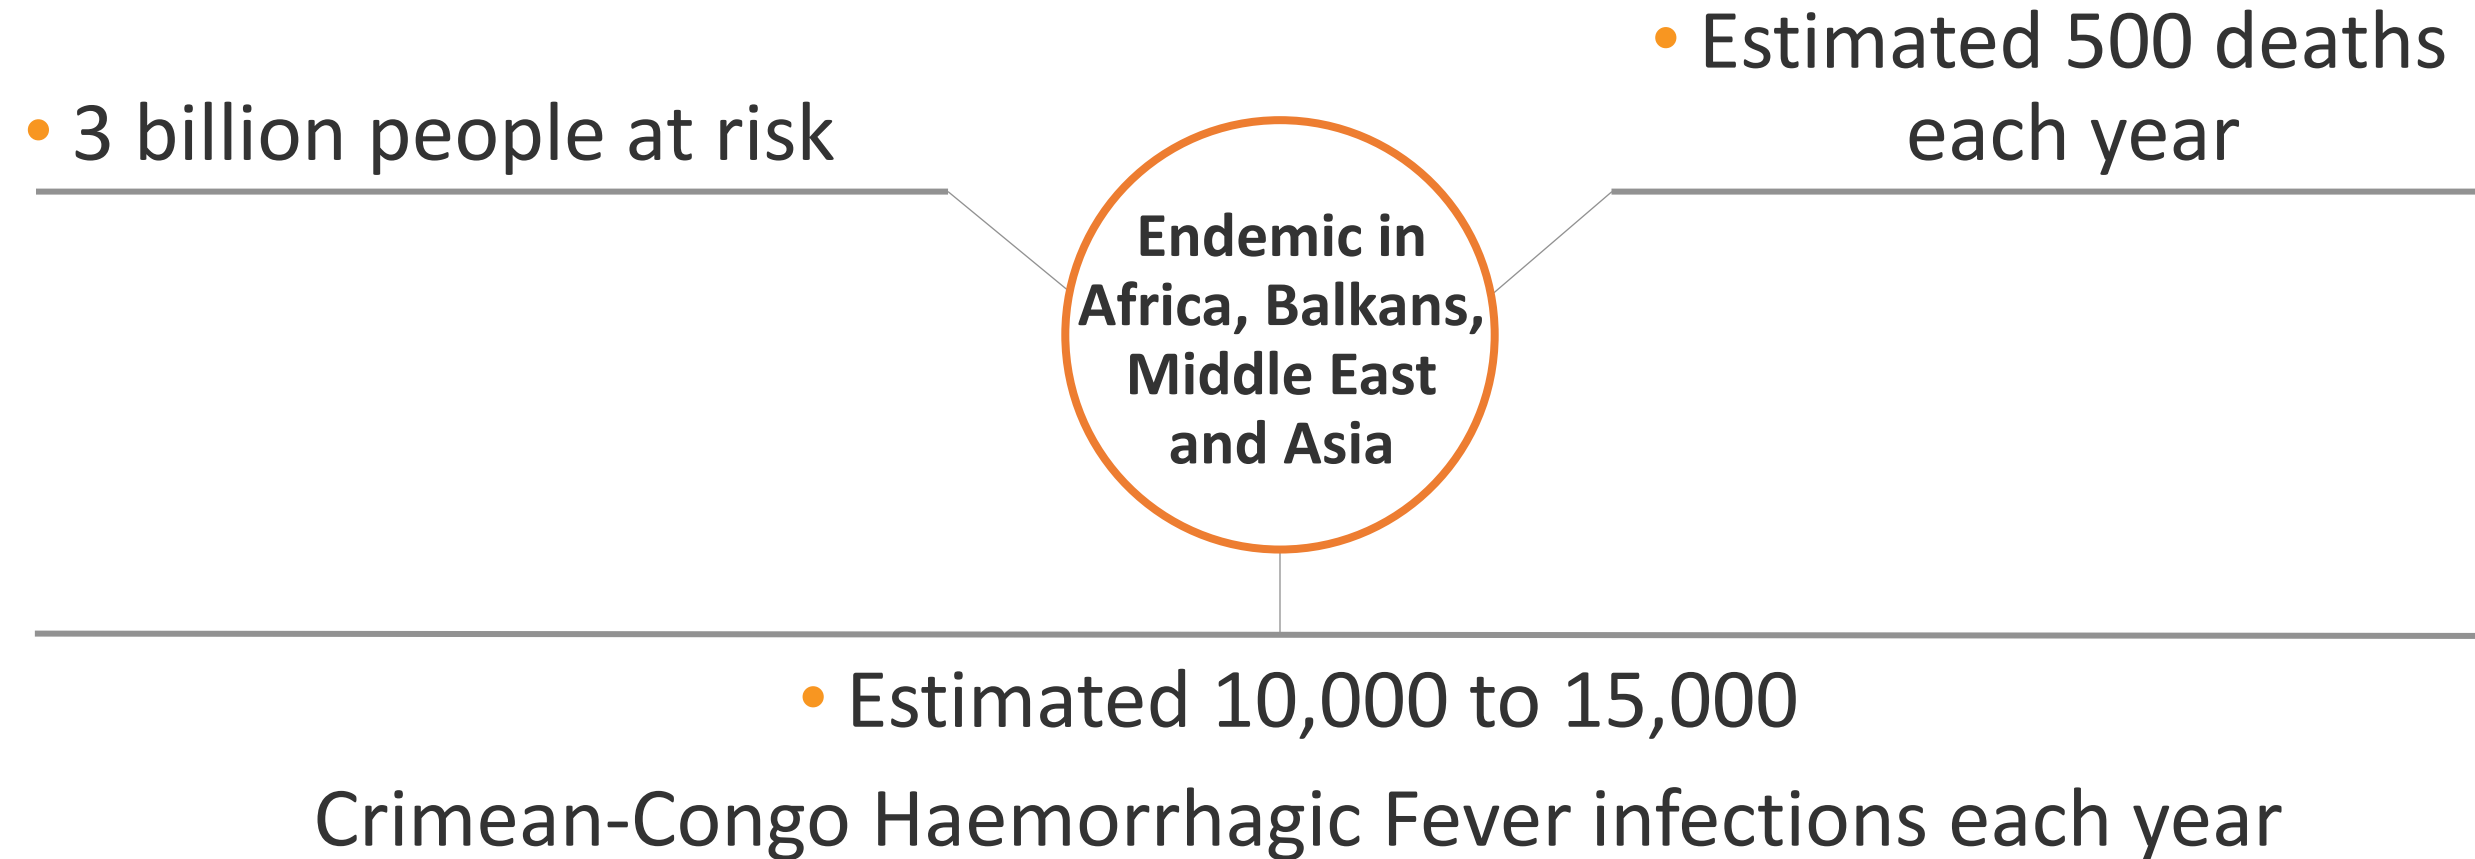 • 3 billion people at risk
• Estimated 500 deaths
each year
Endemic in
Africa, Balkans,
Middle East
and Asia
• Estimated 10,000 to 15,000
Crimean-Congo Haemorrhagic Fever infections each year